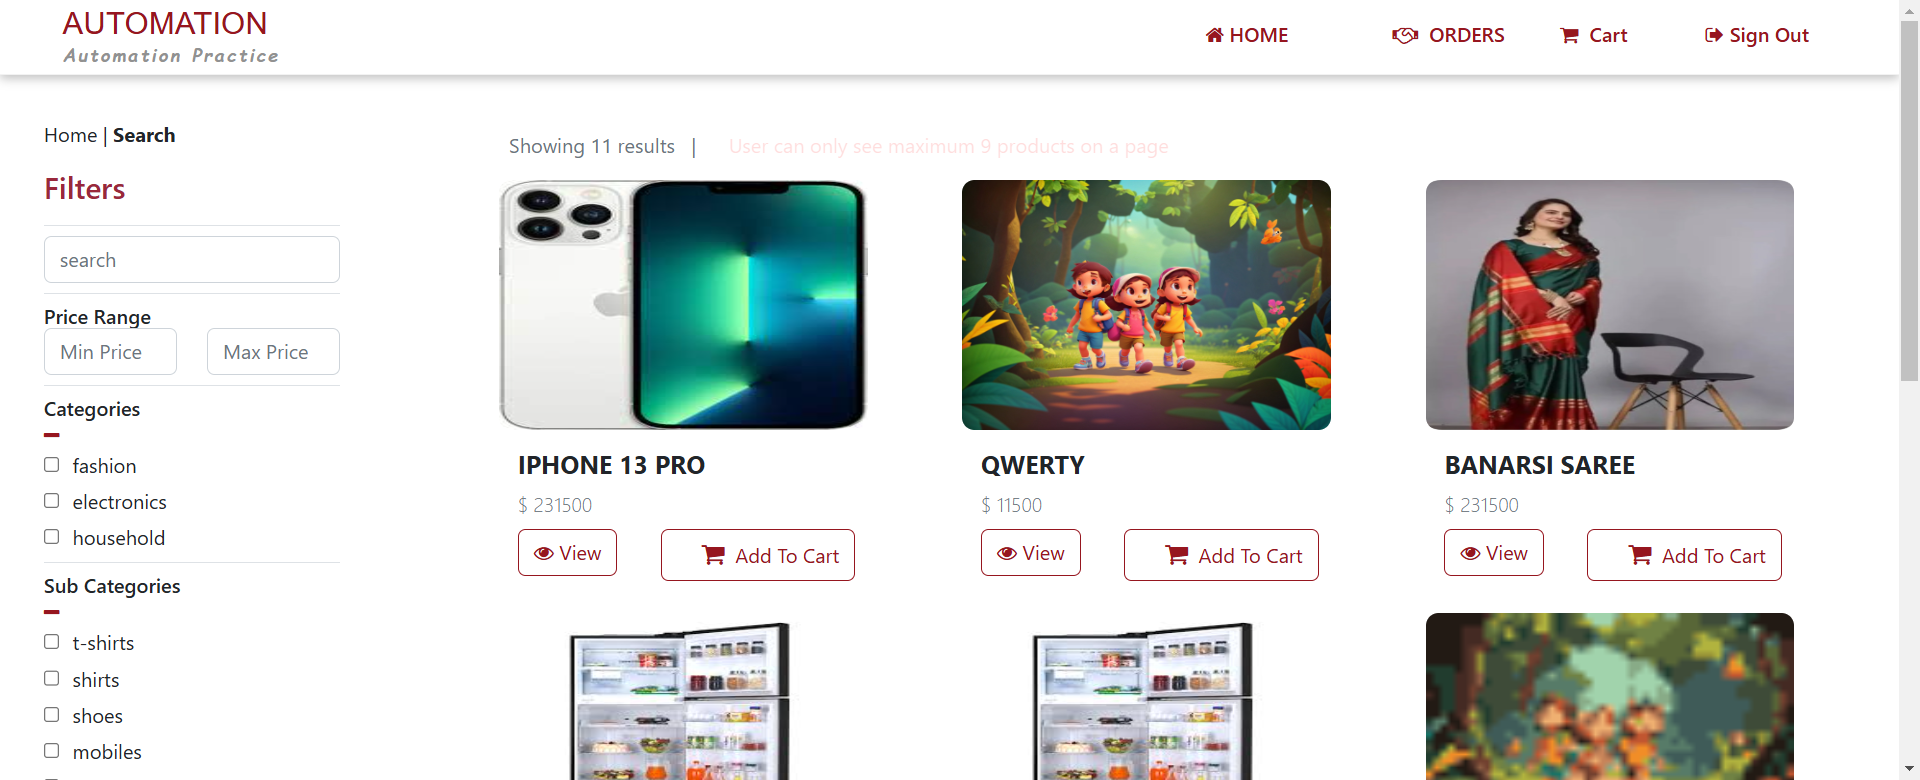 AUTOMATION
Automation Practice
HOME
ORDERS
Cart
Sign Out
Home | Search
Filters
search
Price Range
Min Price
Max Price
Categories
fashion
electronics
household
Sub Categories
t-shirts
shirts
shoes
mobiles
Showing 11 results |
User can only see maximum 9 products on a page
IPHONE 13 PRO
$ 231500
View
Add To Cart
QWERTY
$ 11500
View
Add To Cart
BANARSI SAREE
$ 231500
View
Add To Cart